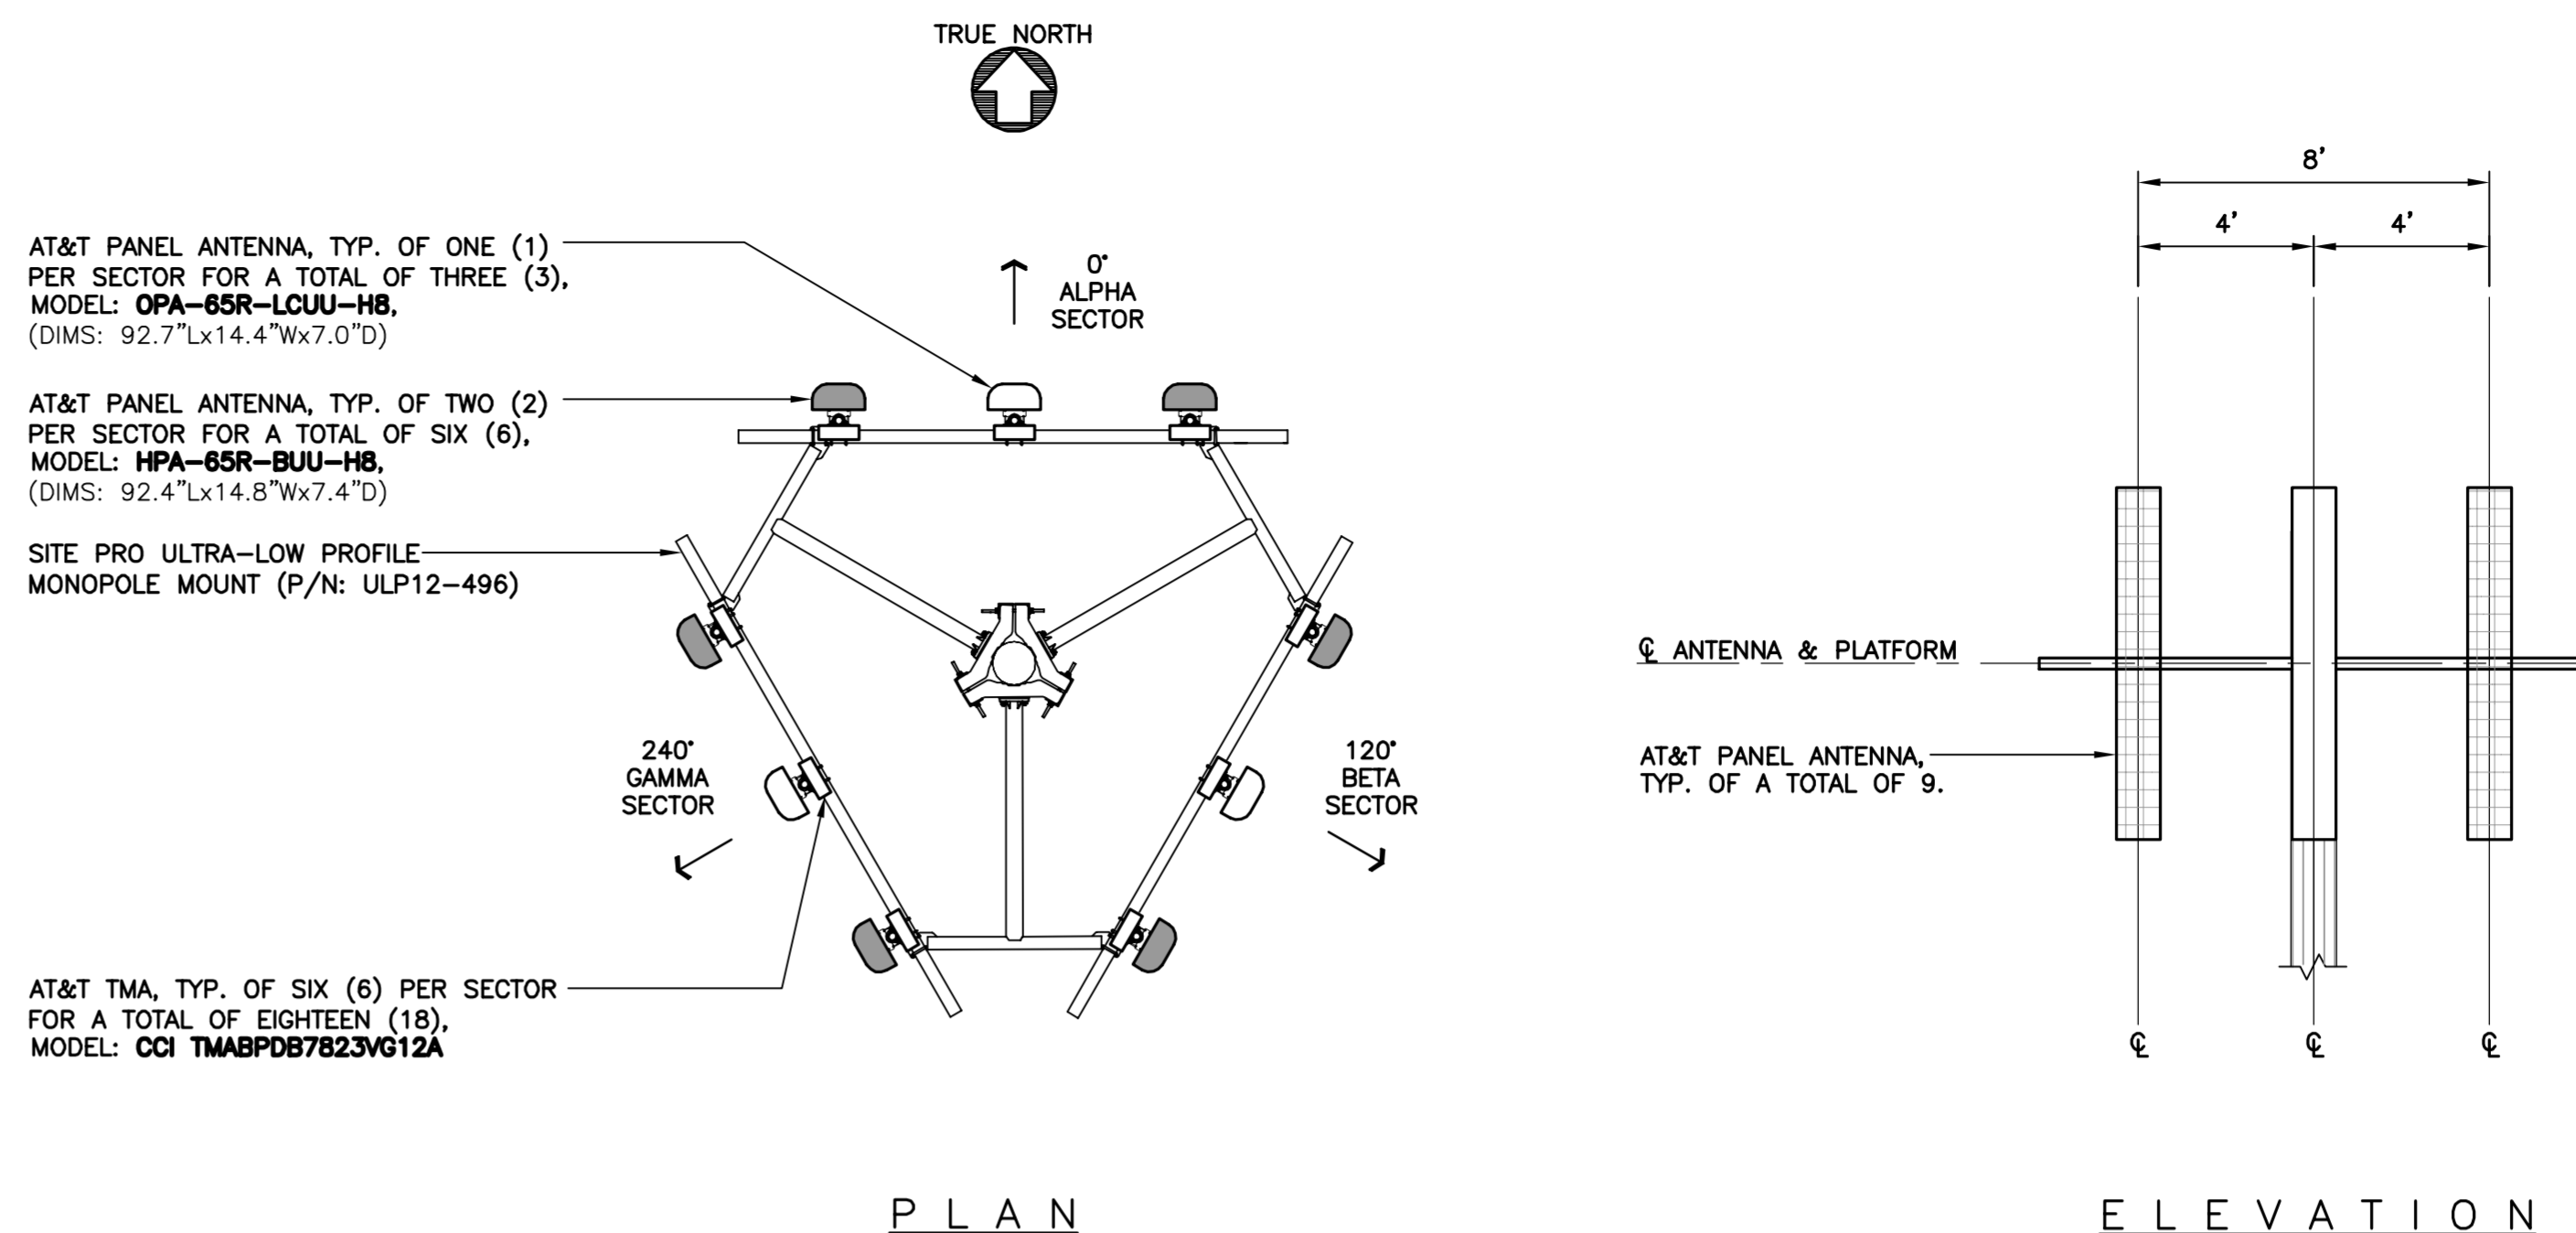 TRUE NORTH
AT&T PANEL ANTENNA, TYP. OF ONE (1)
PER SECTOR FOR A TOTAL OF THREE (3),
MODEL: OPA-65R-LCUU-H8,
(DIMS: 92.7"Lx14.4"Wx7.0"D)
AT&T PANEL ANTENNA, TYP. OF TWO (2)
PER SECTOR FOR A TOTAL OF SIX (6),
MODEL: HPA-65R-BUU-H8,
(DIMS: 92.4"Lx14.8"Wx7.4"D)
SITE PRO ULTRA-LOW PROFILE
MONOPOLE MOUNT (P/N: ULP12-496)
AT&T TMA, TYP. OF SIX (6) PER SECTOR
FOR A TOTAL OF EIGHTEEN (18),
MODEL: CCI TMABPDB7823VG12A
0°
ALPHA
SECTOR
240°
GAMMA
SECTOR
120°
BETA
SECTOR
PLAN
8'
4'
4'
℄ ANTENNA & PLATFORM
AT&T PANEL ANTENNA,
TYP. OF A TOTAL OF 9.
℄
℄
℄
ELEVATION